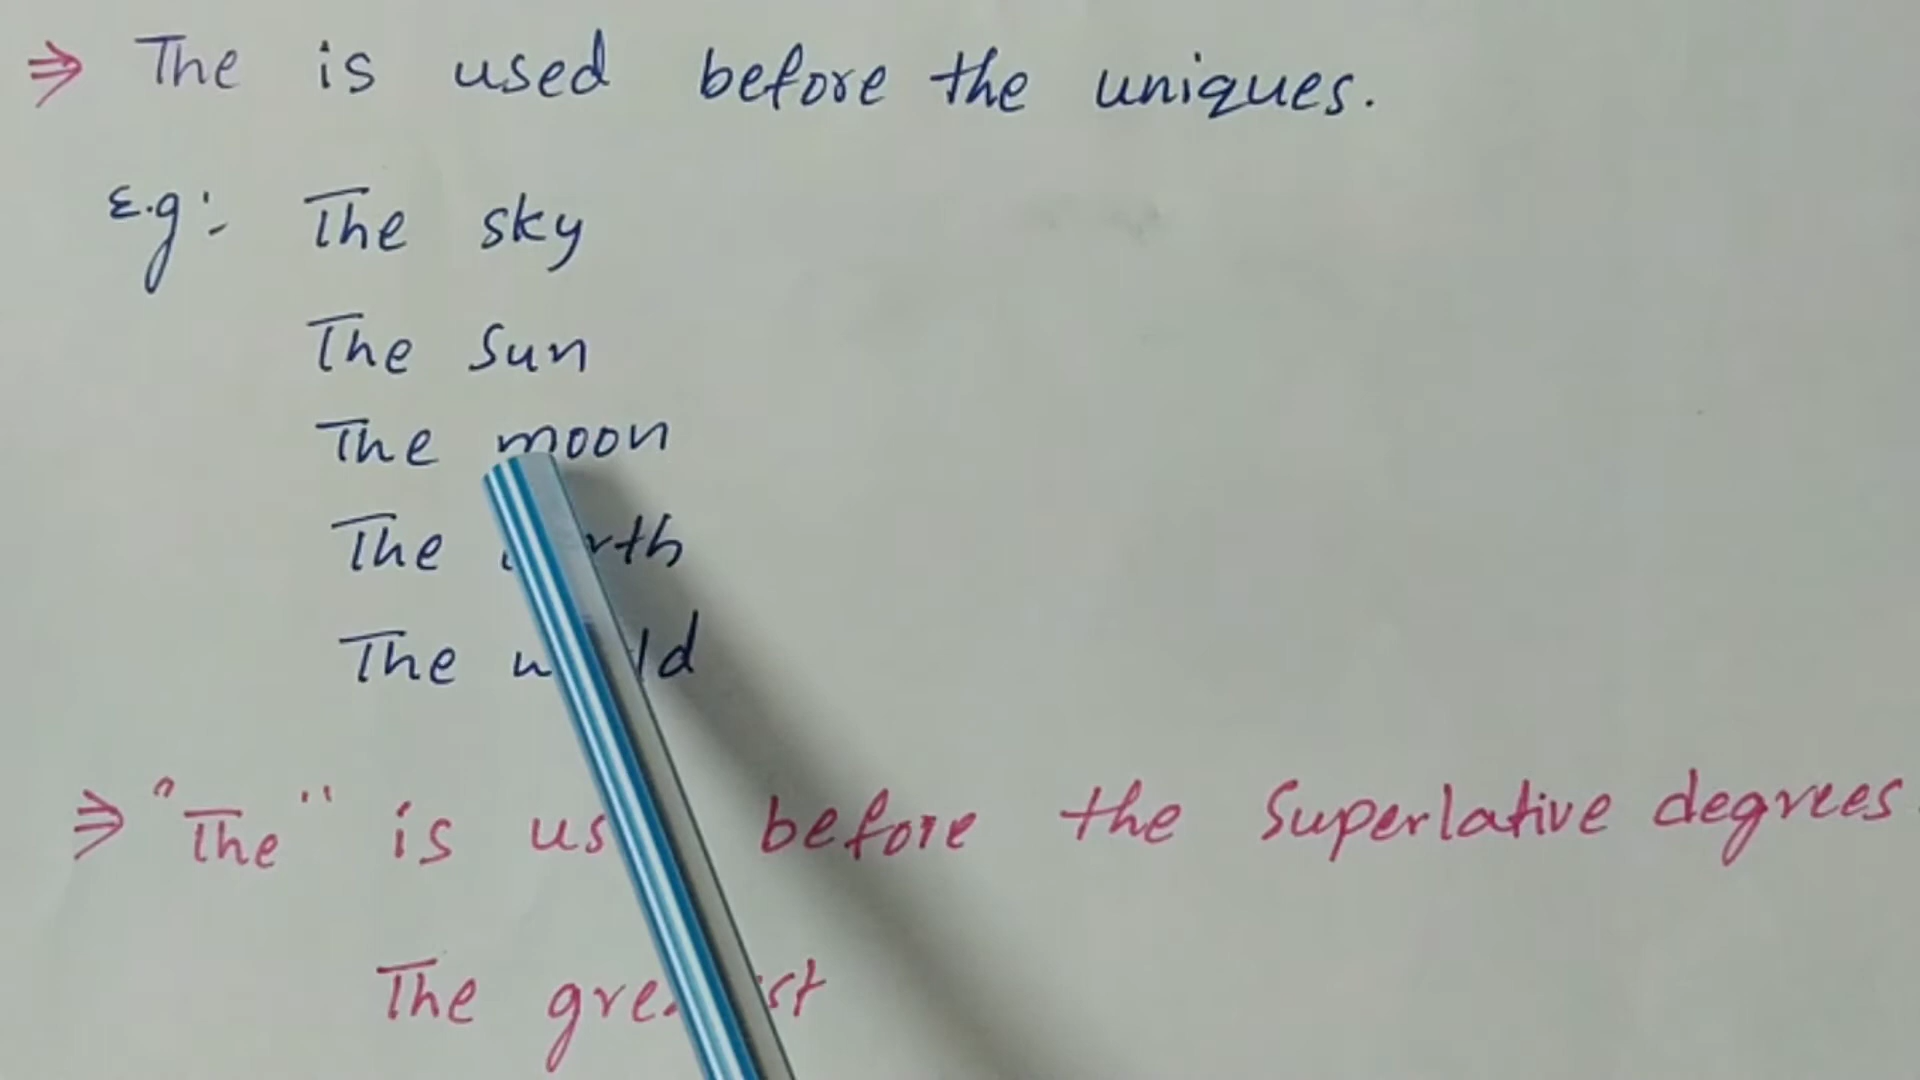 ⇒ The is used before the uniques.
E.g:- The sky
The Sun
The moon
The
The
⇒ "The" is before the Superlative degrees
The